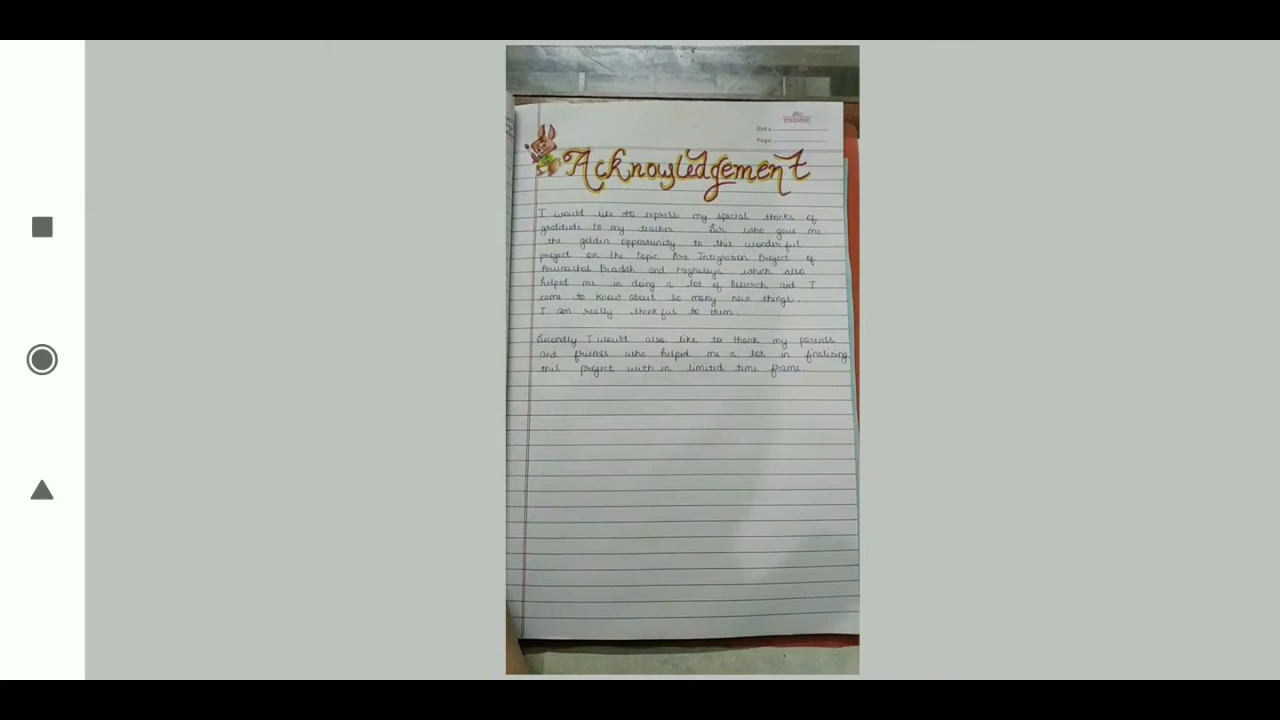 Date
Page
Acknowledgement
I would like to express my special thanks of
gratitude to my teacher Sir who gave me
the golden opportunity to this wonderful
project on the topic Art Integration Project of
Arunachal Pradesh and Meghalaya which also
helped me in doing a lot of Research and I
came to know about so many new things.
I am really thankful to them.
Secondly I would also like to thank my parents
and friends who helped me a lot in finalizing
this project with in limited time frame.